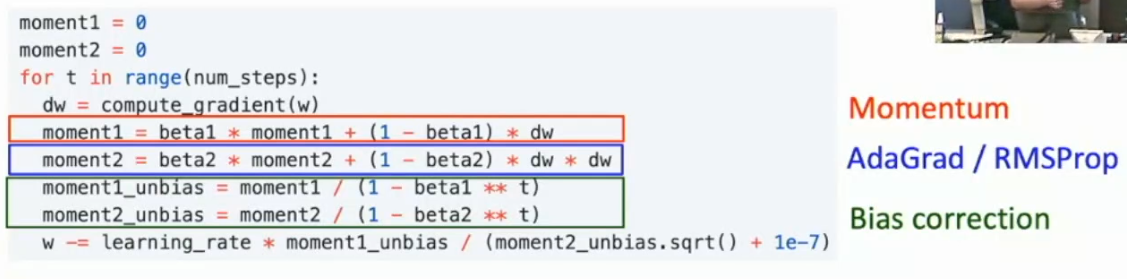 moment1 = 0
moment2 = 0
for t in range(num_steps):
dw = compute_gradient(w)
moment1 = beta1 * moment1 + (1 - beta1) * dw
Momentum
moment2 = beta2 * moment2 + (1 - beta2) * dw * dw
AdaGrad / RMSProp
moment1_unbias = moment1 / (1 - beta1 ** t)
moment2_unbias = moment2 / (1 - beta2 ** t)
Bias correction
w -= learning_rate * moment1_unbias / (moment2_unbias.sqrt() + 1e-7)